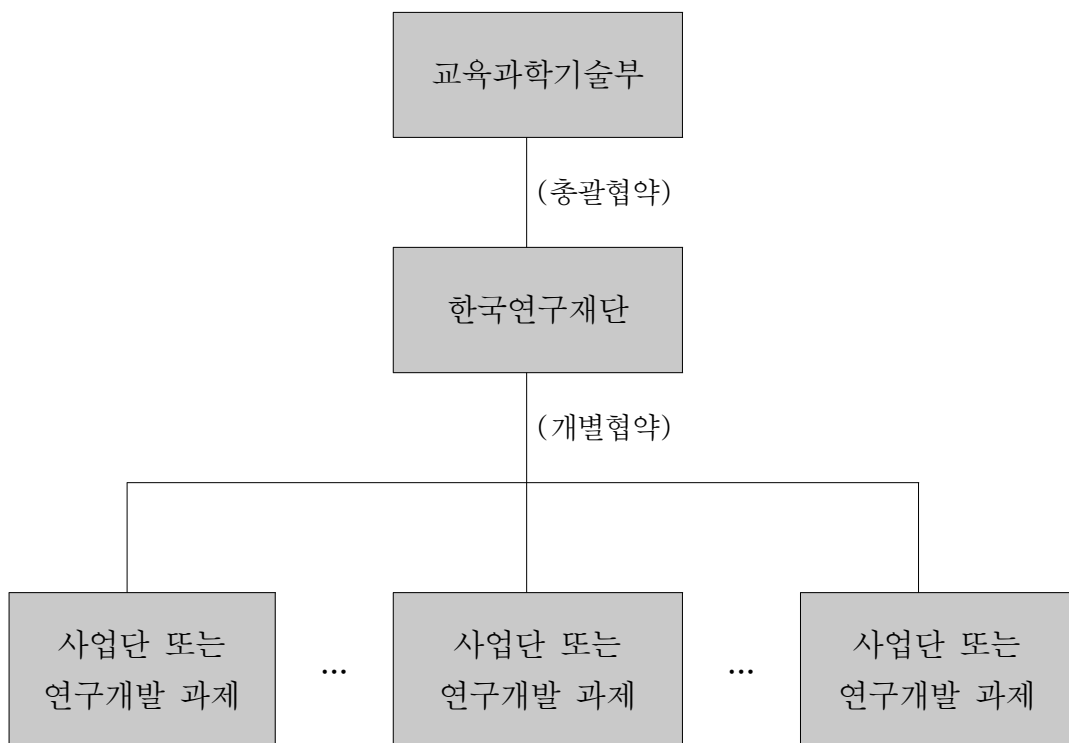 교육과학기술부
(총괄협약)
한국연구재단
(개별협약)
사업단 또는
연구개발 과제
...
사업단 또는
연구개발 과제
...
사업단 또는
연구개발 과제